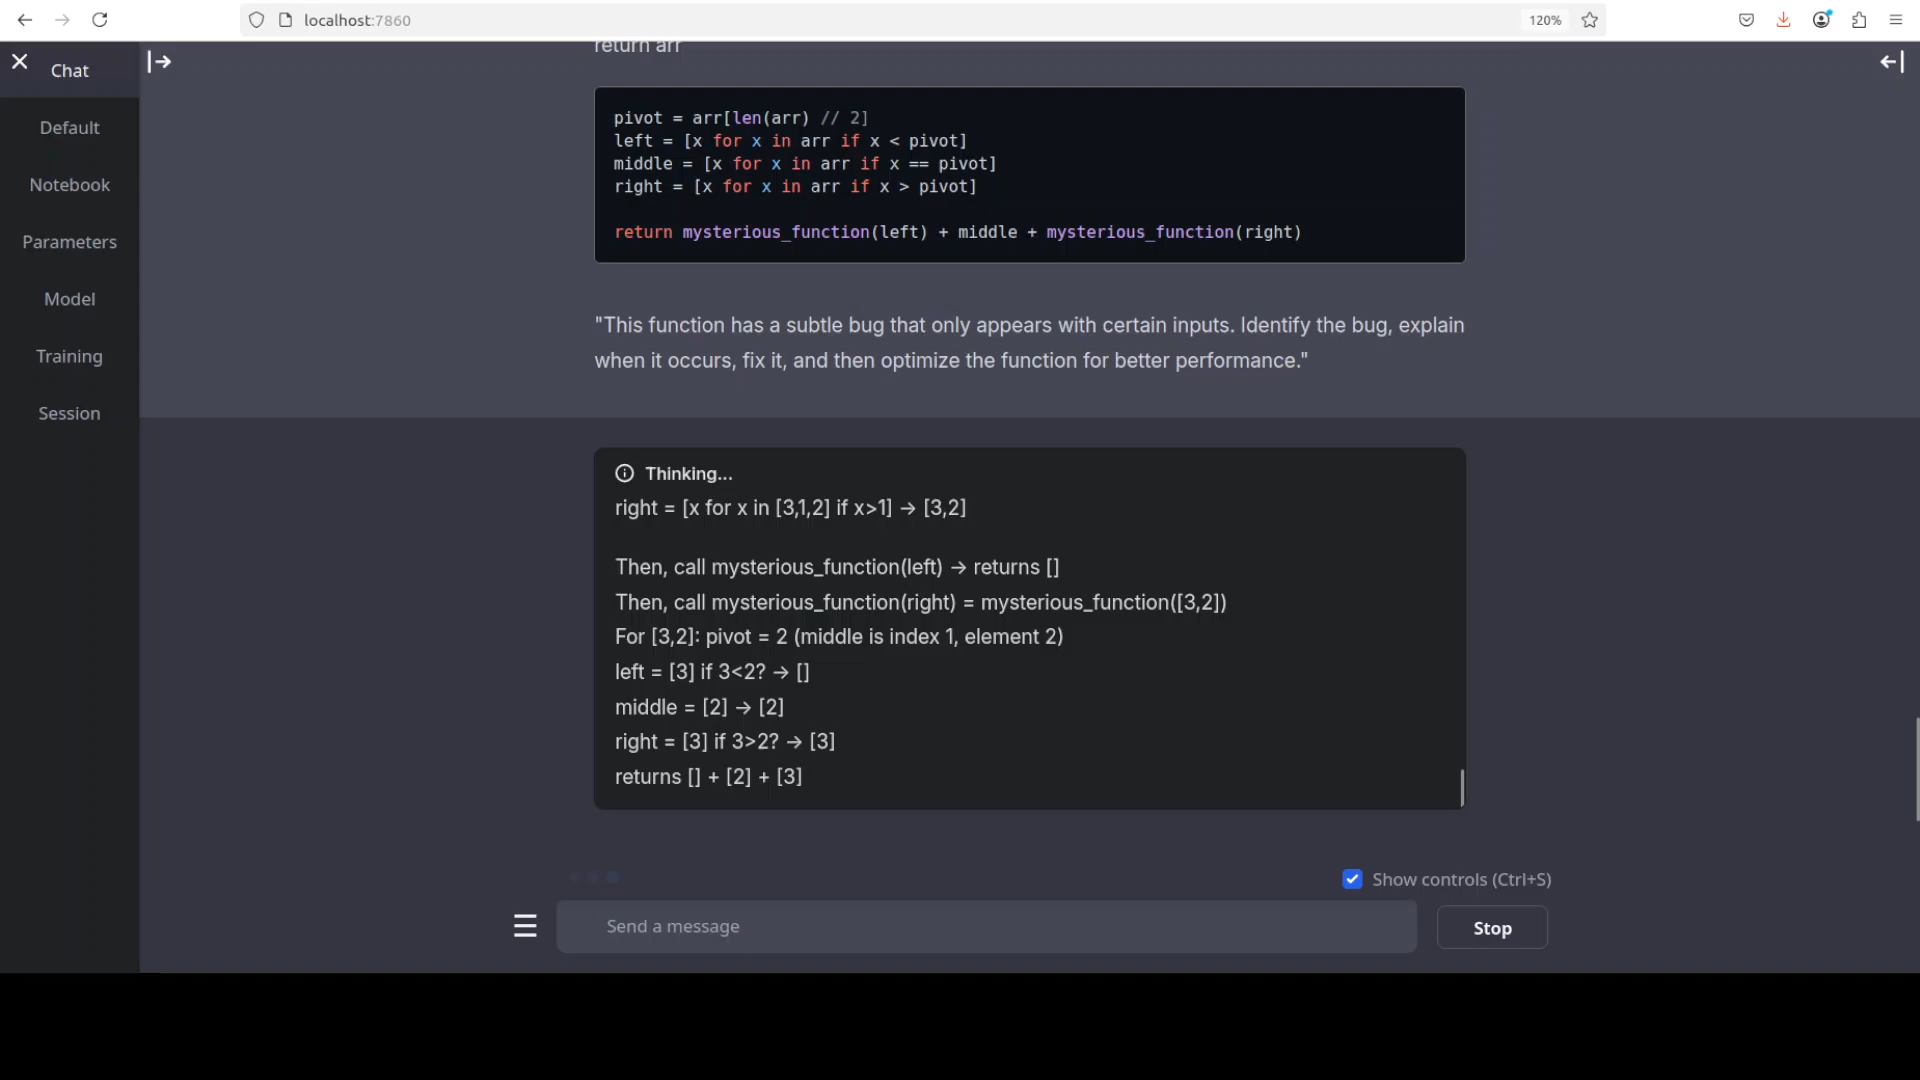 localhost:7860
120%
Chat
Default
Notebook
Parameters
Model
Training
Session
return arr
pivot = arr[len(arr) // 2]
left = [x for x in arr if x < pivot]
middle = [x for x in arr if x == pivot]
right = [x for x in arr if x > pivot]
return mysterious_function(left) + middle + mysterious_function(right)
"This function has a subtle bug that only appears with certain inputs. Identify the bug, explain
when it occurs, fix it, and then optimize the function for better performance."
Thinking...
right = [x for x in [3,1,2] if x>1] → [3,2]
Then, call mysterious_function(left) → returns []
Then, call mysterious_function(right) = mysterious_function([3,2])
For [3,2]: pivot = 2 (middle is index 1, element 2)
left = [3] if 3<2? → []
middle = [2] → [2]
right = [3] if 3>2? → [3]
returns [] + [2] + [3]
Show controls (Ctrl+S)
Send a message
Stop